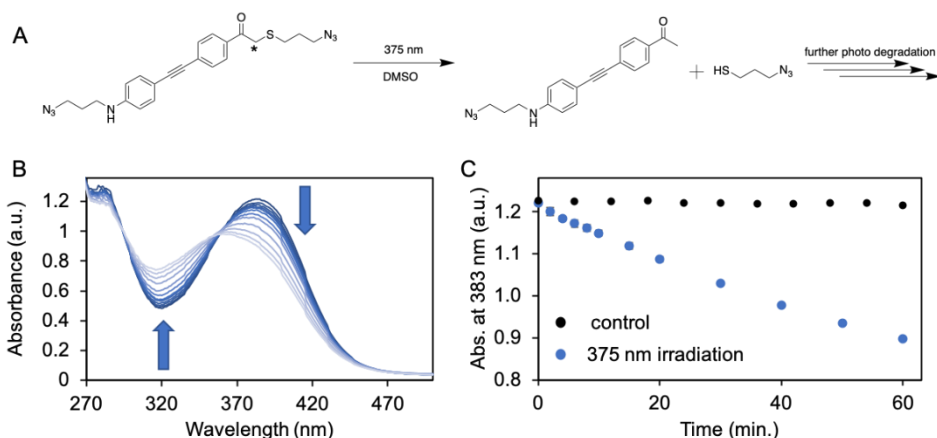 A
O
S
N₃
*
N₃
N
H
375 nm
DMSO
O
N₃
N
H
+
HS
N₃
further photo degradation
B
Absorbance (a.u.)
1.2
1
0.8
0.6
0.4
0.2
0
270
320
370
420
470
Wavelength (nm)
C
Abs. at 383 nm (a.u.)
1.2
1.1
1.0
0.9
0.8
0
20
40
60
control
375 nm irradiation
Time (min.)